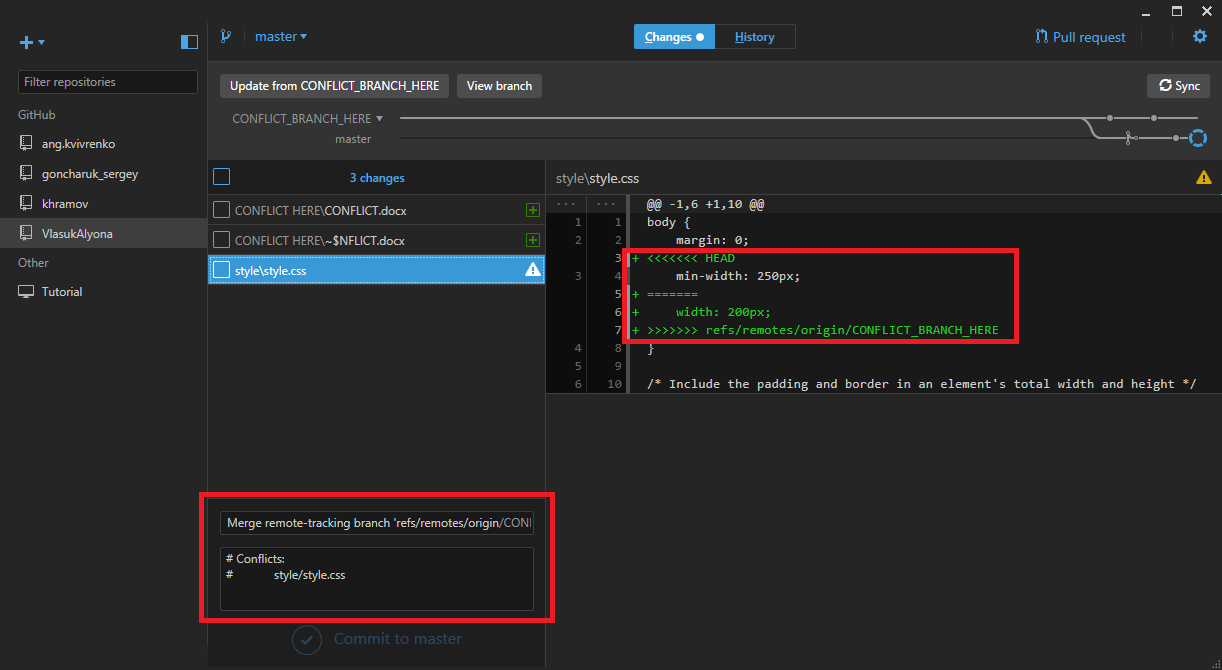 master
Changes
History
Pull request
Filter repositories
GitHub
ang.kvivrenko
goncharuk_sergey
khramov
VlasukAlyona
Other
Tutorial
Update from CONFLICT_BRANCH_HERE
View branch
Sync
CONFLICT_BRANCH_HERE
master
3 changes
CONFLICT HERE\CONFLICT.docx
CONFLICT HERE\~$NFLICT.docx
style\style.css
Merge remote-tracking branch 'refs/remotes/origin/CONF
# Conflicts:
# style/style.css
Commit to master
style\style.css
... ... @@ -1,6 +1,10 @@
1 1 body {
2 2 margin: 0;
3 + <<<<<<< HEAD
3 4 min-width: 250px;
5 + =======
6 + width: 200px;
7 + >>>>>>> refs/remotes/origin/CONFLICT_BRANCH_HERE
4 8 }
5 9
6 10 /* Include the padding and border in an element's total width and height */